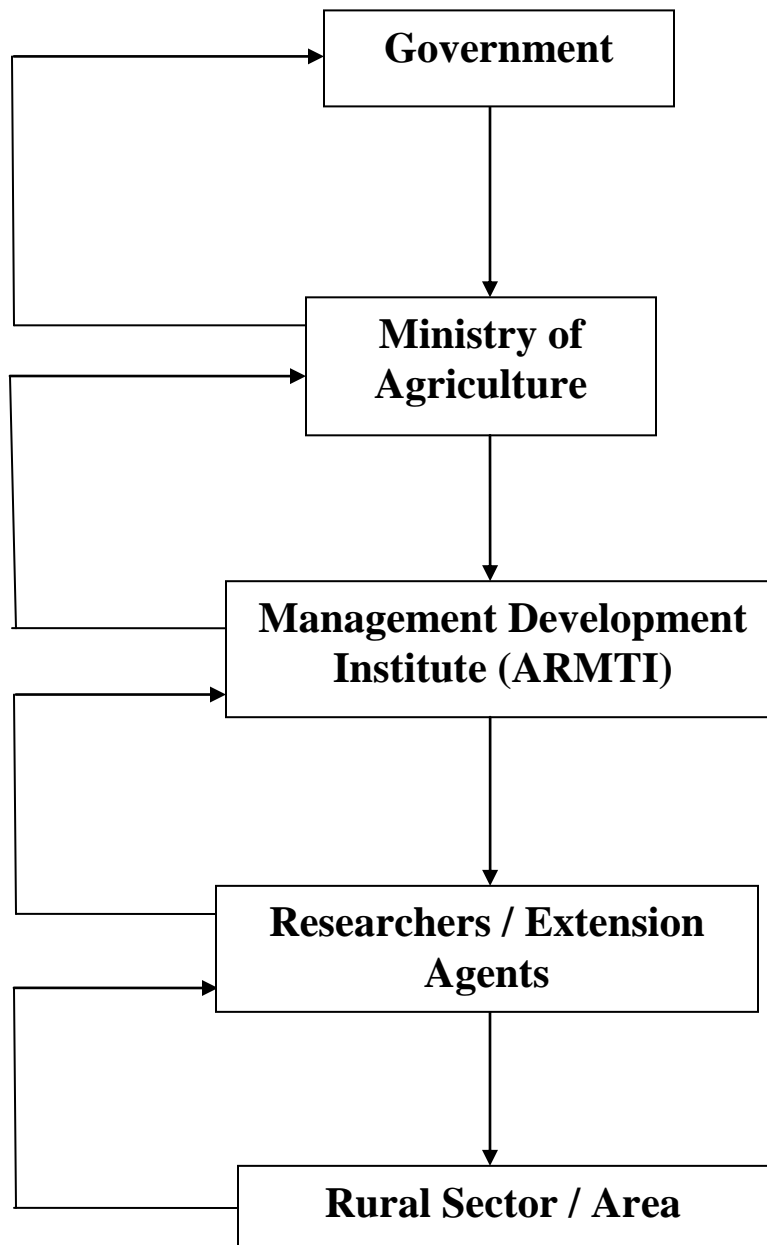 Government
Ministry of
Agriculture
Management Development
Institute (ARMTI)
Researchers / Extension
Agents
Rural Sector / Area